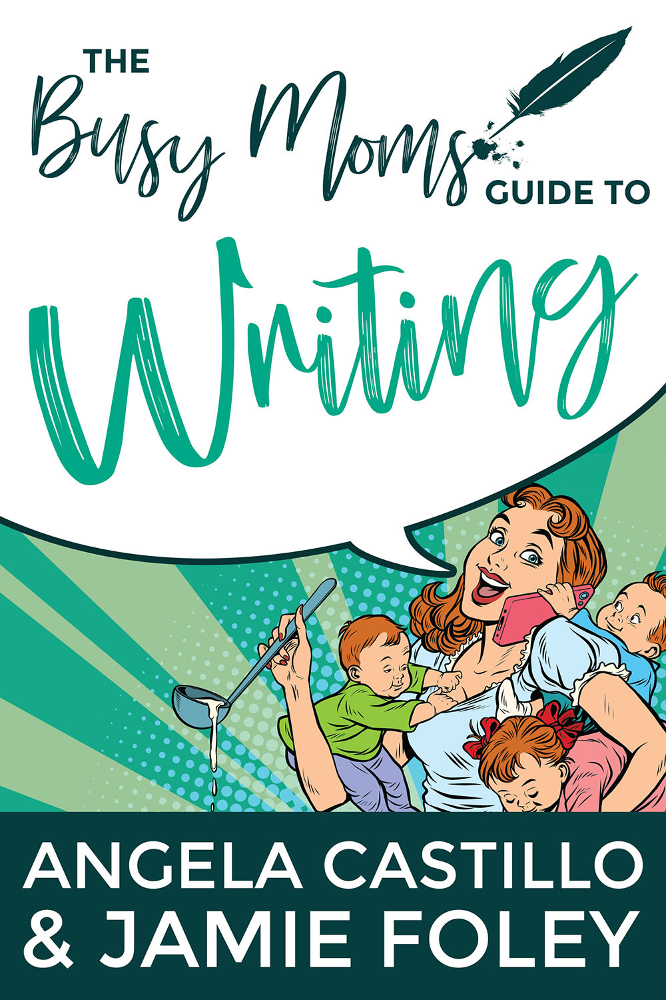 THE
Busy Moms
GUIDE TO
Writing
ANGELA CASTILLO
& JAMIE FOLEY